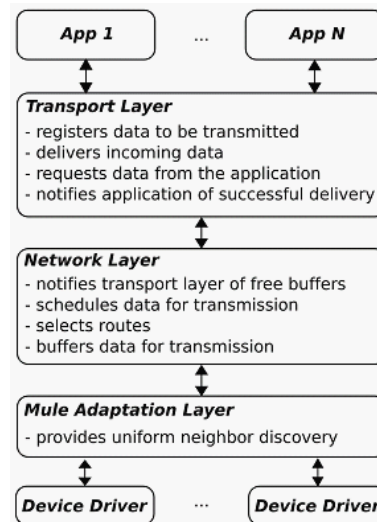 App 1 ... App N
Transport Layer
- registers data to be transmitted
- delivers incoming data
- requests data from the application
- notifies application of successful delivery
Network Layer
- notifies transport layer of free buffers
- schedules data for transmission
- selects routes
- buffers data for transmission
Mule Adaptation Layer
- provides uniform neighbor discovery
Device Driver ... Device Driver